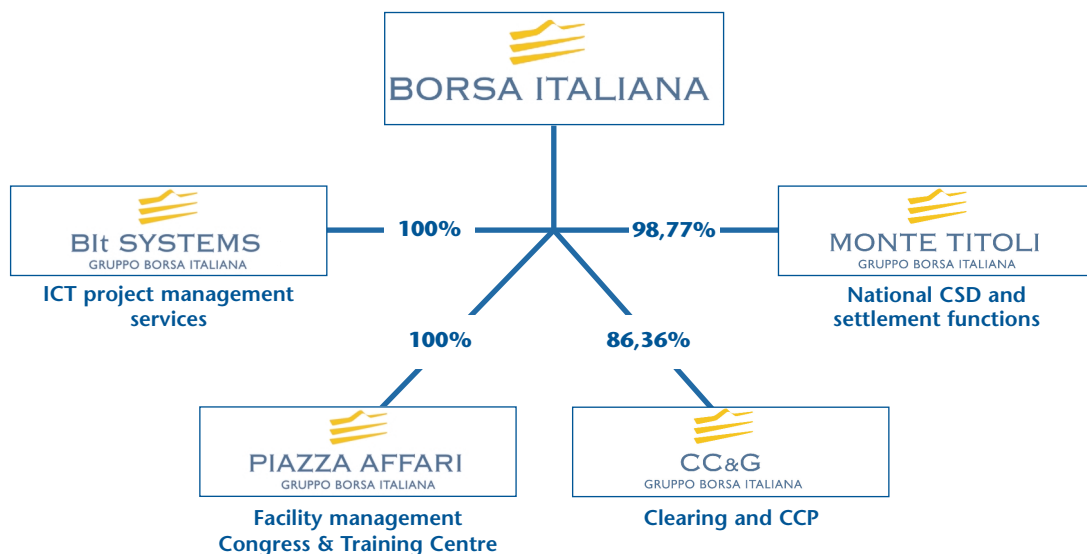 BORSA ITALIANA
BIt SYSTEMS
GRUPPO BORSA ITALIANA
ICT project management
services
100%
98,77%
MONTE TITOLI
GRUPPO BORSA ITALIANA
National CSD and
settlement functions
100%
86,36%
PIAZZA AFFARI
GRUPPO BORSA ITALIANA
Facility management
Congress & Training Centre
CC&G
GRUPPO BORSA ITALIANA
Clearing and CCP